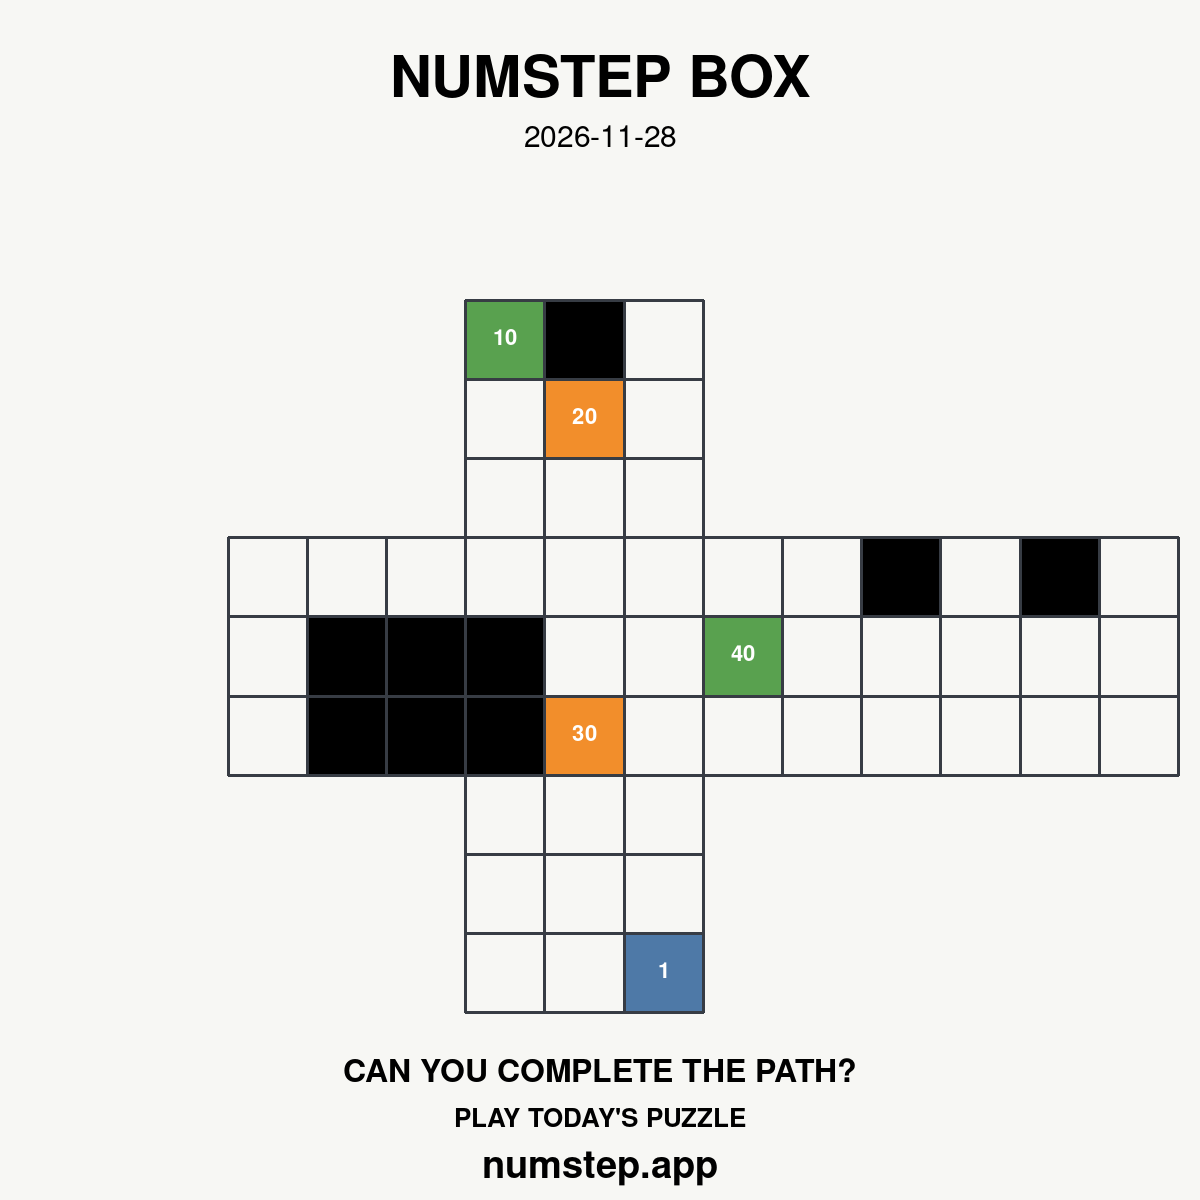 NUMSTEP BOX
2026-11-28
10
20
40
30
1
CAN YOU COMPLETE THE PATH?
PLAY TODAY'S PUZZLE
numstep.app